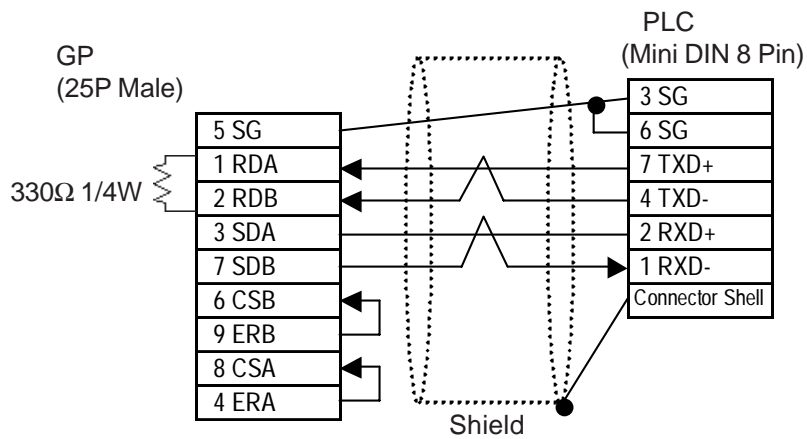 PLC
(Mini DIN 8 Pin)
GP
(25P Male)
330Ω 1/4W
5 SG
1 RDA
2 RDB
3 SDA
7 SDB
6 CSB
9 ERB
8 CSA
4 ERA
3 SG
6 SG
7 TXD+
4 TXD-
2 RXD+
1 RXD-
Connector Shell
Shield